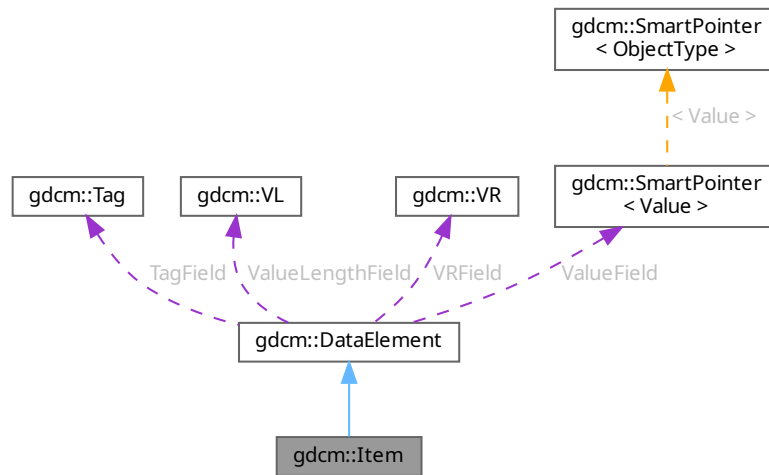 gdcm::SmartPointer
< ObjectType >
< Value >
gdcm::Tag
gdcm::VL
gdcm::VR
gdcm::SmartPointer
< Value >
TagField
ValueLengthField
VRField
ValueField
gdcm::DataElement
gdcm::Item